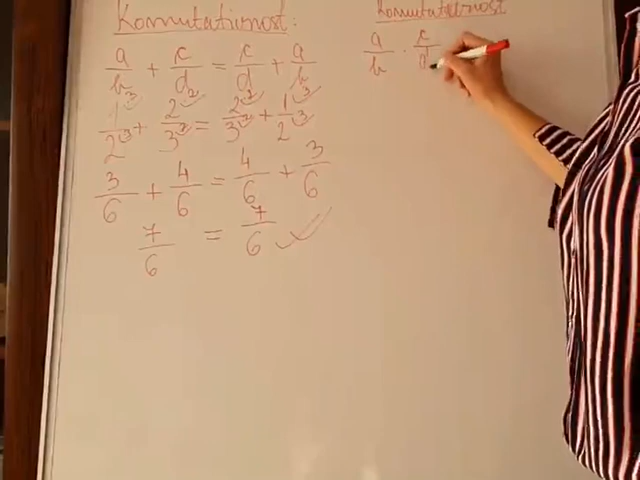 Komutativnost:
a/b + c/d = c/d + a/b
1/2 + 2/3 = 2/3 + 1/2
3/6 + 4/6 = 4/6 + 3/6
7/6 = 7/6 ✓
Komutativnost
a/b · c/d